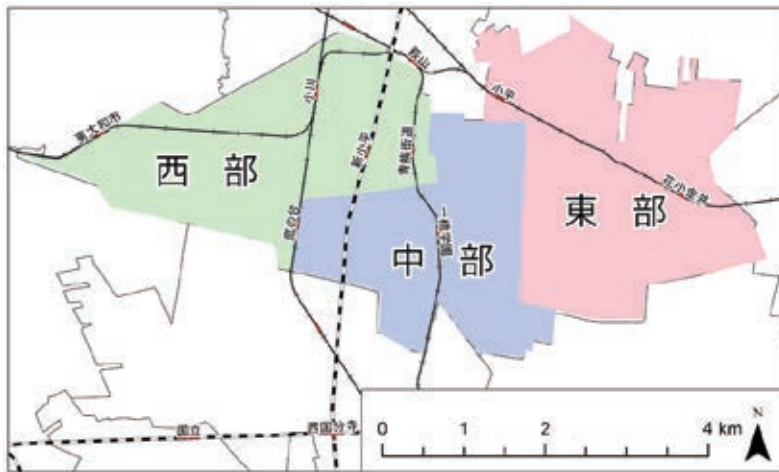 萩山
小川
小平
東大和市
新小平
青梅街道
花小金井
西部
鷹の台
一橋学園
東部
中部
国立
西国分寺
N
0 1 2 4 km